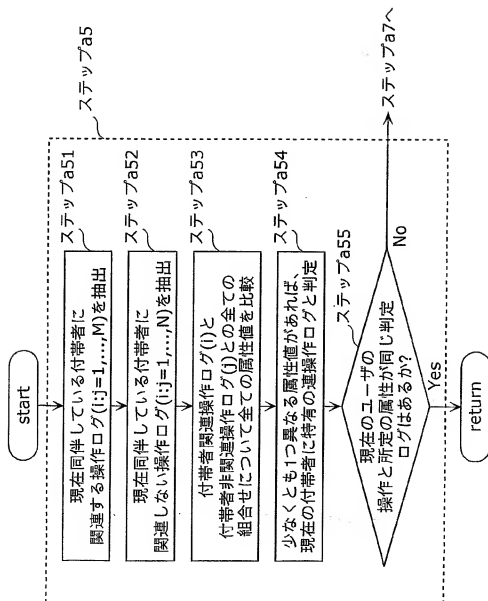 start
ステップa5
ステップa51
現在同伴している付帯者に
関連する操作ログ(i:j=1,...,M)を抽出
ステップa52
現在同伴している付帯者に
関連しない操作ログ(i:j=1,...,N)を抽出
ステップa53
付帯者関連操作ログ(i)と
付帯者非関連操作ログ(j)との全ての
組合せについて全ての属性値を比較
ステップa54
少なくとも1つ異なる属性値があれば、
現在の付帯者に特有の連操作ログと判定
ステップa55
現在のユーザの
操作と所定の属性が同じ判定
ログはあるか?
No
ステップa7へ
Yes
return